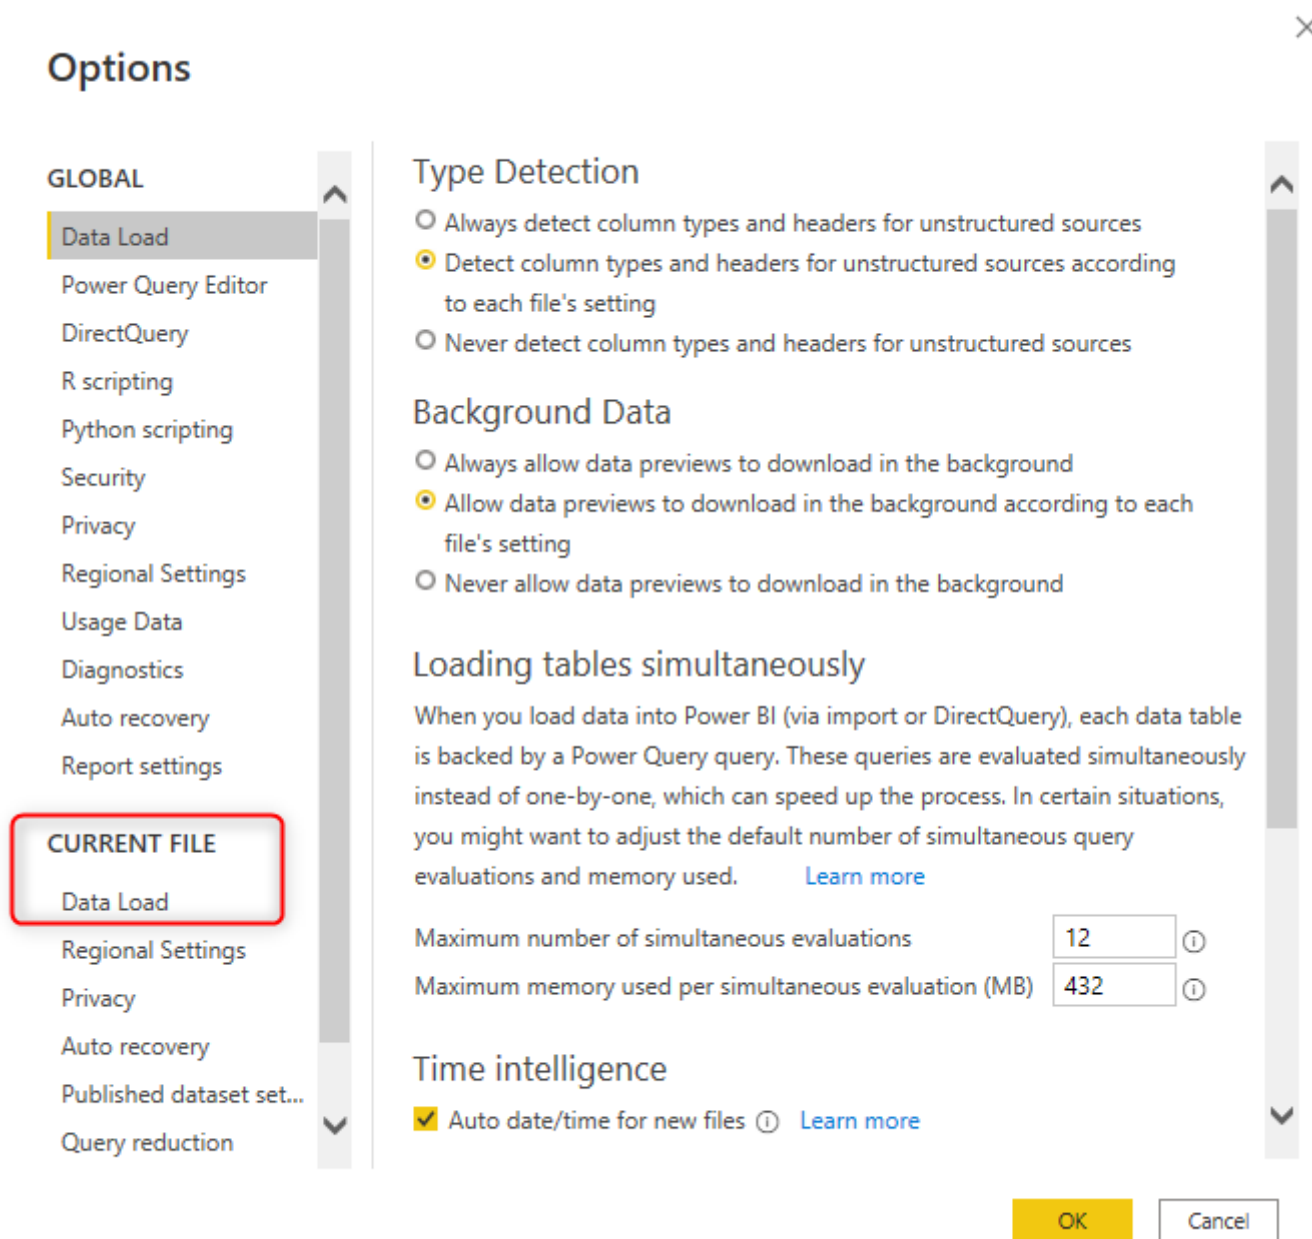 Options
GLOBAL
Data Load
Power Query Editor
DirectQuery
R scripting
Python scripting
Security
Privacy
Regional Settings
Usage Data
Diagnostics
Auto recovery
Report settings
CURRENT FILE
Data Load
Regional Settings
Privacy
Auto recovery
Published dataset set...
Query reduction
Type Detection
Always detect column types and headers for unstructured sources
Detect column types and headers for unstructured sources according
to each file's setting
Never detect column types and headers for unstructured sources
Background Data
Always allow data previews to download in the background
Allow data previews to download in the background according to each
file's setting
Never allow data previews to download in the background
Loading tables simultaneously
When you load data into Power BI (via import or DirectQuery), each data table
is backed by a Power Query query. These queries are evaluated simultaneously
instead of one-by-one, which can speed up the process. In certain situations,
you might want to adjust the default number of simultaneous query
evaluations and memory used. Learn more
Maximum number of simultaneous evaluations 12
Maximum memory used per simultaneous evaluation (MB) 432
Time intelligence
Auto date/time for new files Learn more
OK Cancel